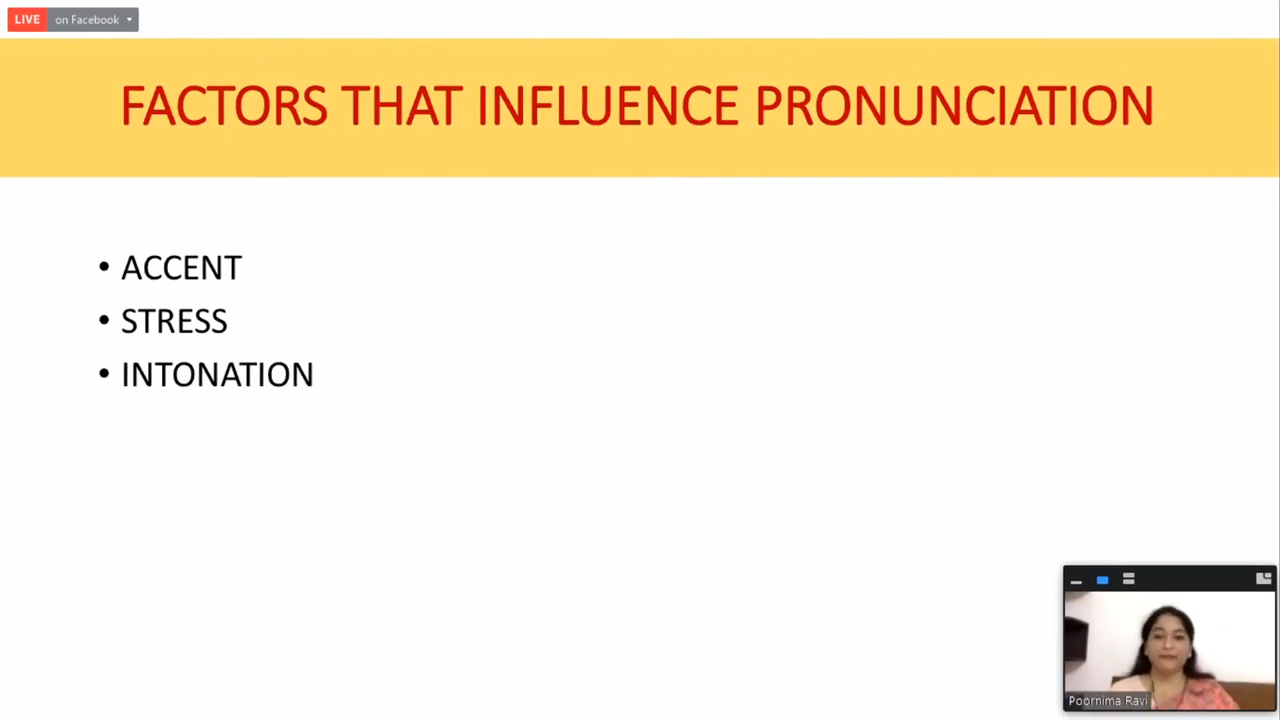 LIVE on Facebook
FACTORS THAT INFLUENCE PRONUNCIATION
• ACCENT
• STRESS
• INTONATION
Poornima Ravi